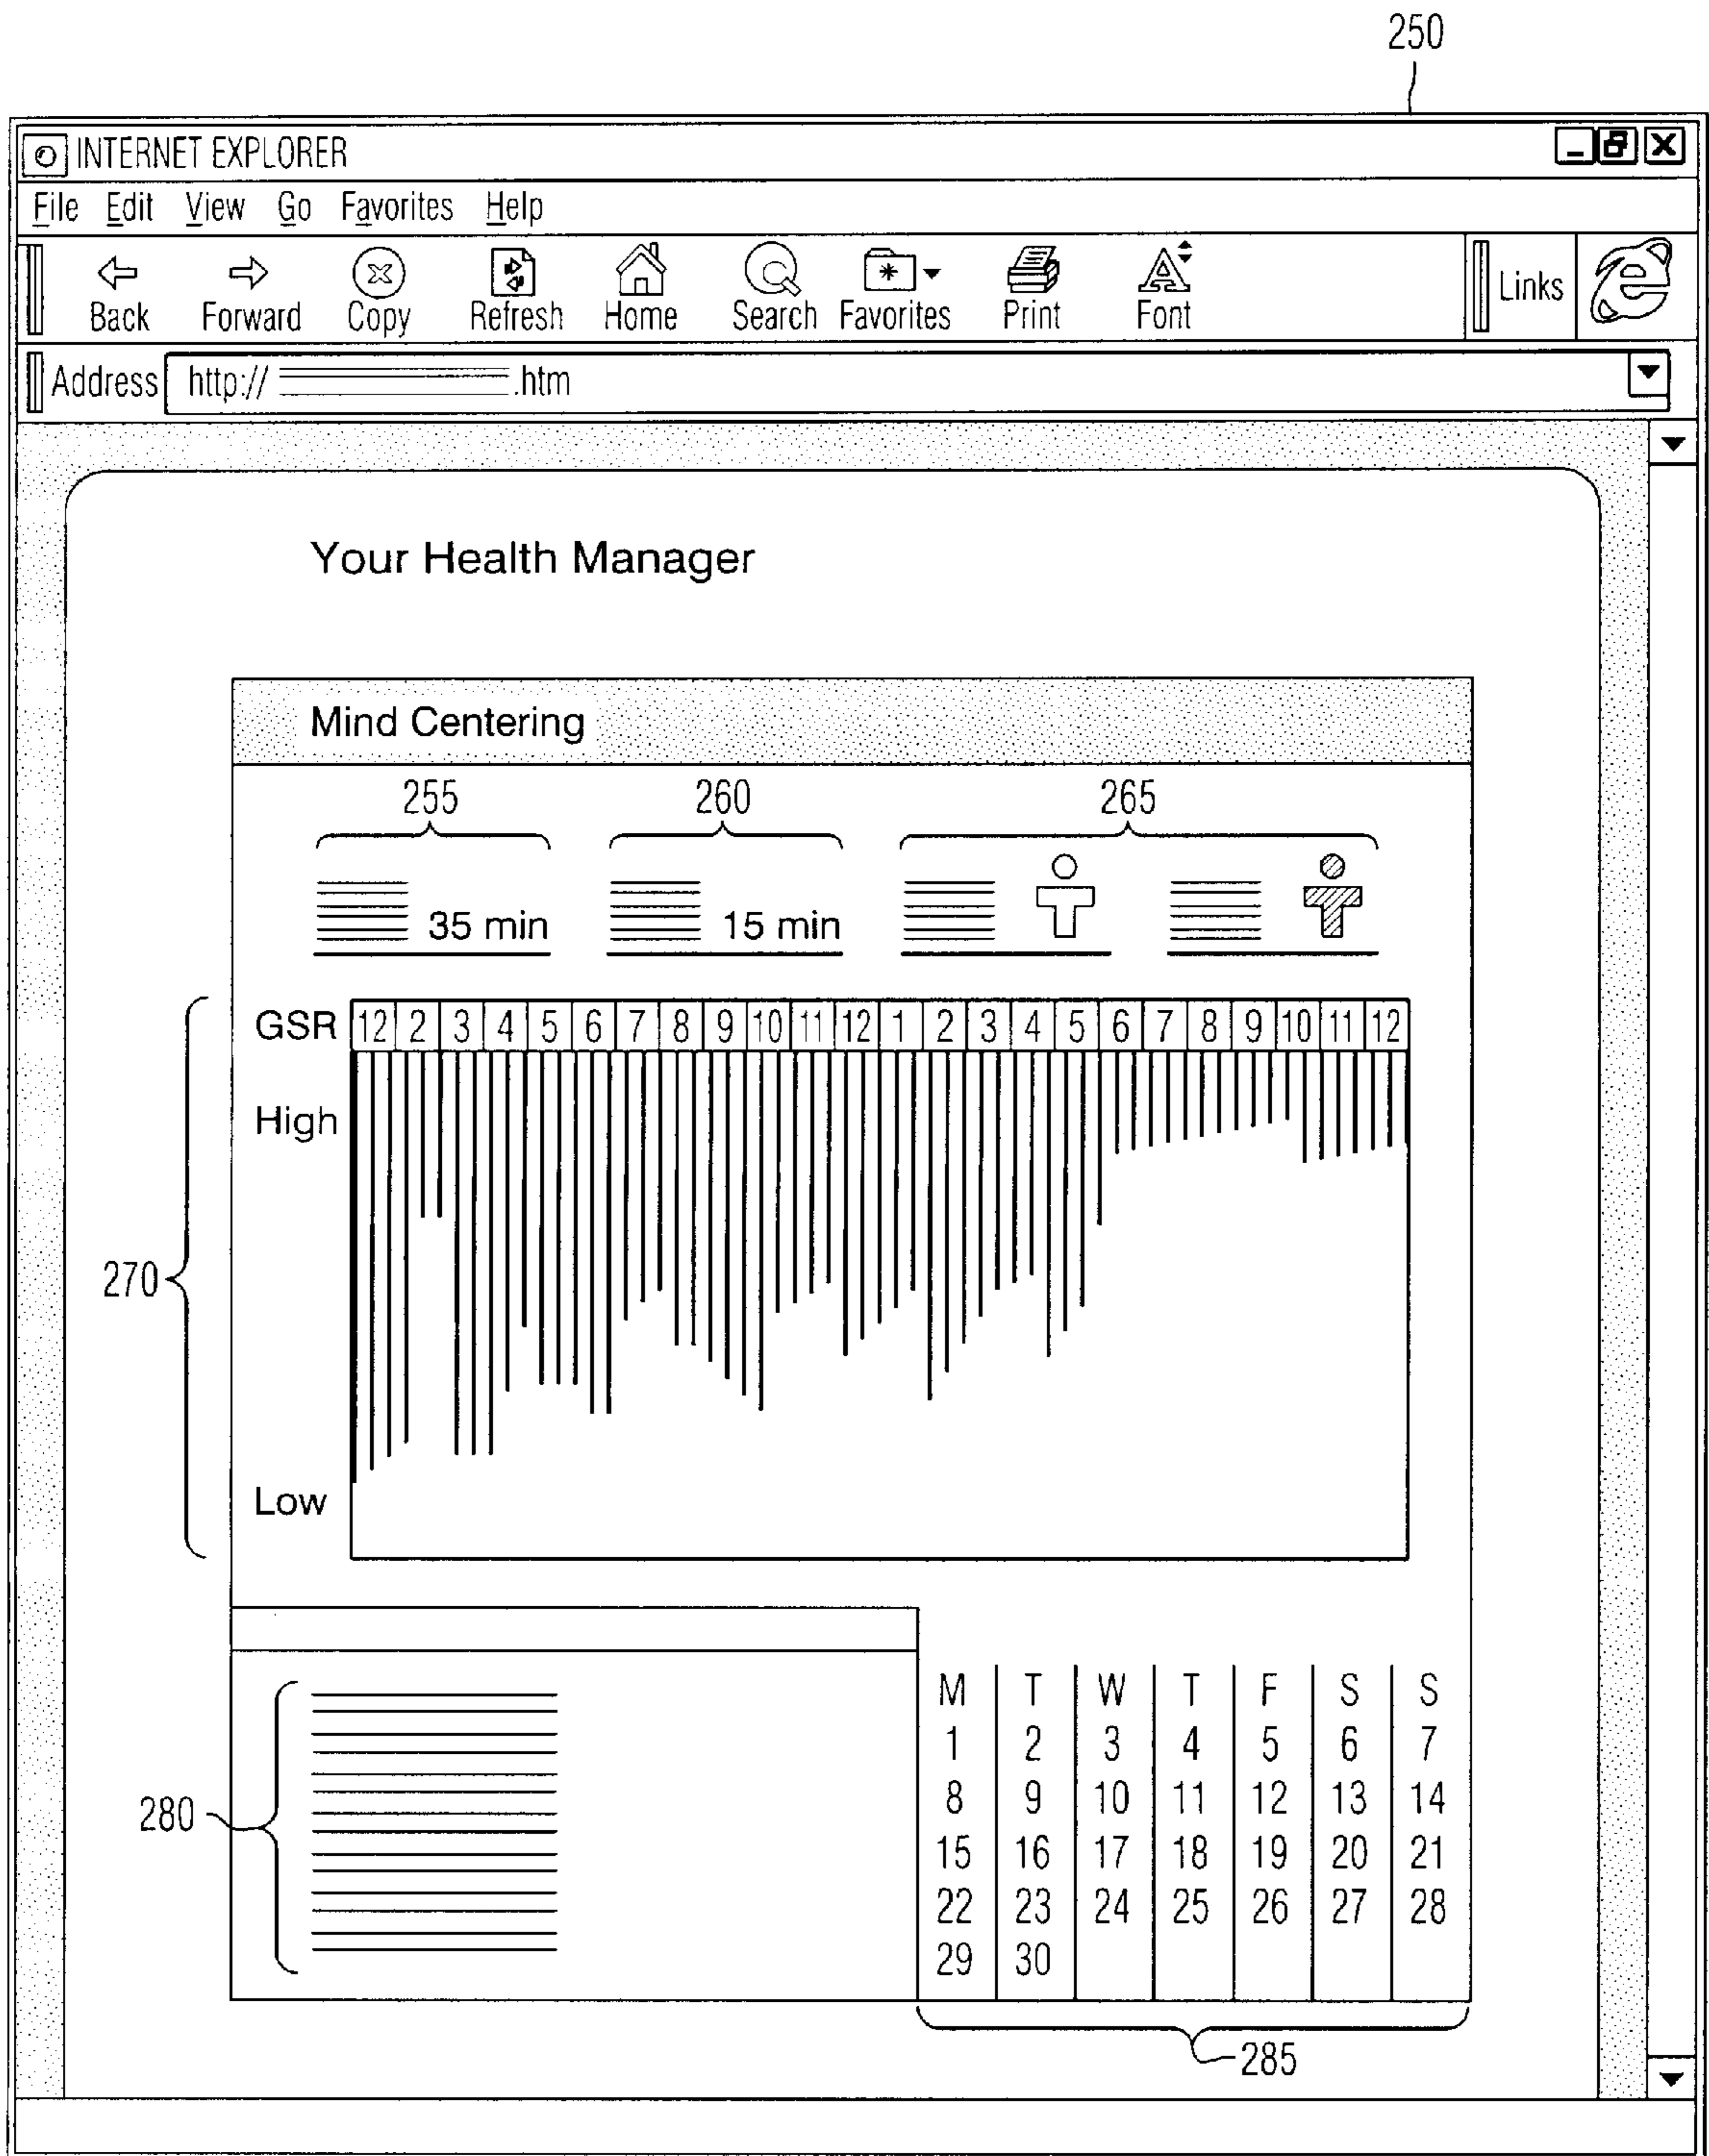 250
INTERNET EXPLORER
File Edit View Go Favorites Help
Back Forward Copy Refresh Home Search Favorites Print Font Links
Address http:// .htm
Your Health Manager
Mind Centering
255 260 265
35 min 15 min
GSR 12 2 3 4 5 6 7 8 9 10 11 12 1 2 3 4 5 6 7 8 9 10 11 12
High
270
Low
M T W T F S S
1 2 3 4 5 6 7
8 9 10 11 12 13 14
280
15 16 17 18 19 20 21
22 23 24 25 26 27 28
29 30
285